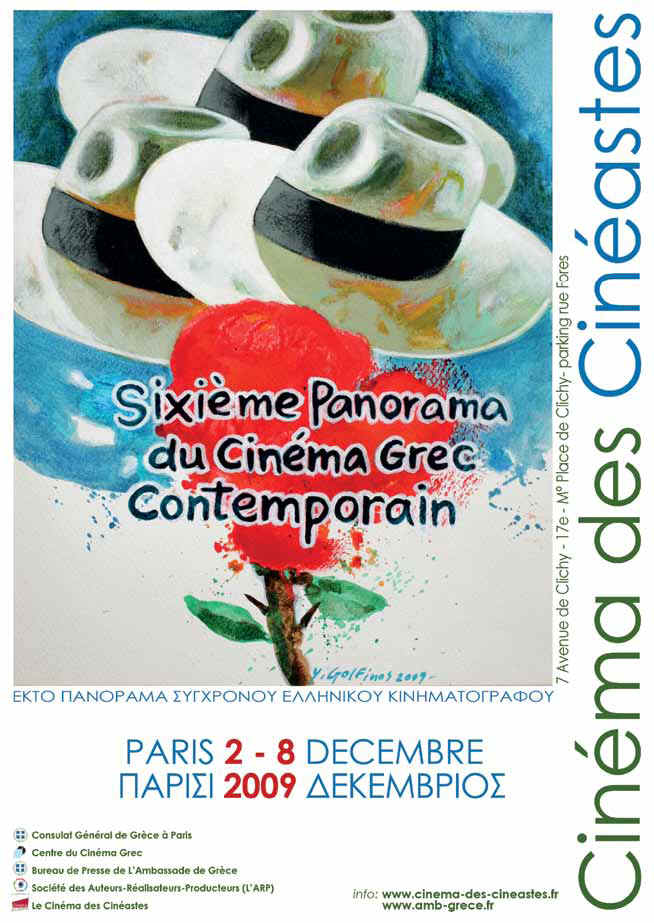 Sixième Panorama
du Cinéma Grec
Contemporain
Y. Golfinos 2009-
ΕΚΤΟ ΠΑΝΟΡΑΜΑ ΣΥΓΧΡΟΝΟΥ ΕΛΛΗΝΙΚΟΥ ΚΙΝΗΜΑΤΟΓΡΑΦΟΥ
7 Avenue de Clichy - 17e - Mº Place de Clichy- parking rue Fores
Cinéma des Cinéastes
PARIS 2 - 8 DECEMBRE
ΠΑΡΙΣΙ 2009 ΔΕΚΕΜΒΡΙΟΣ
Consulat Général de Grèce à Paris
Centre du Cinéma Grec
Bureau de Presse de L'Ambassade de Grèce
Société des Auteurs-Réalisateurs-Producteurs (L'ARP)
Le Cinéma des Cinéastes
info: www.cinema-des-cineastes.fr
www.amb-grece.fr